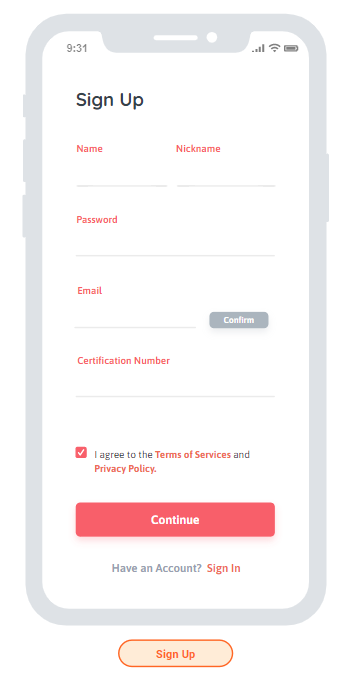 9:31
Sign Up
Name Nickname
Password
Email
Confirm
Certification Number
I agree to the Terms of Services and
Privacy Policy.
Continue
Have an Account? Sign In
Sign Up